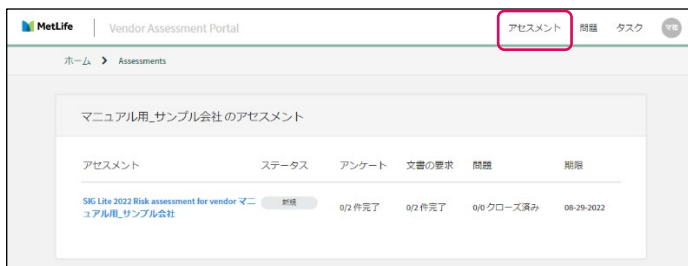 MetLife Vendor Assessment Portal アセスメント 問題 タスク
ホーム > Assessments
マニュアル用_サンプル会社 のアセスメント
アセスメント ステータス アンケート 文書の要求 問題 期限
SIG Lite 2022 Risk assessment for vendor マニ 新規 0/2 件完了 0/2 件完了 0/0 クローズ済み 08-29-2022
ュアル用_サンプル会社